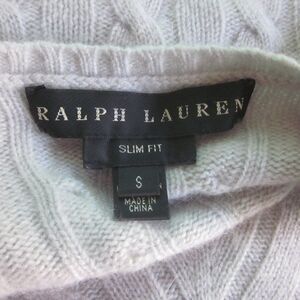 RALPH LAUREN
SLIM FIT
S
MADE IN
CHINA